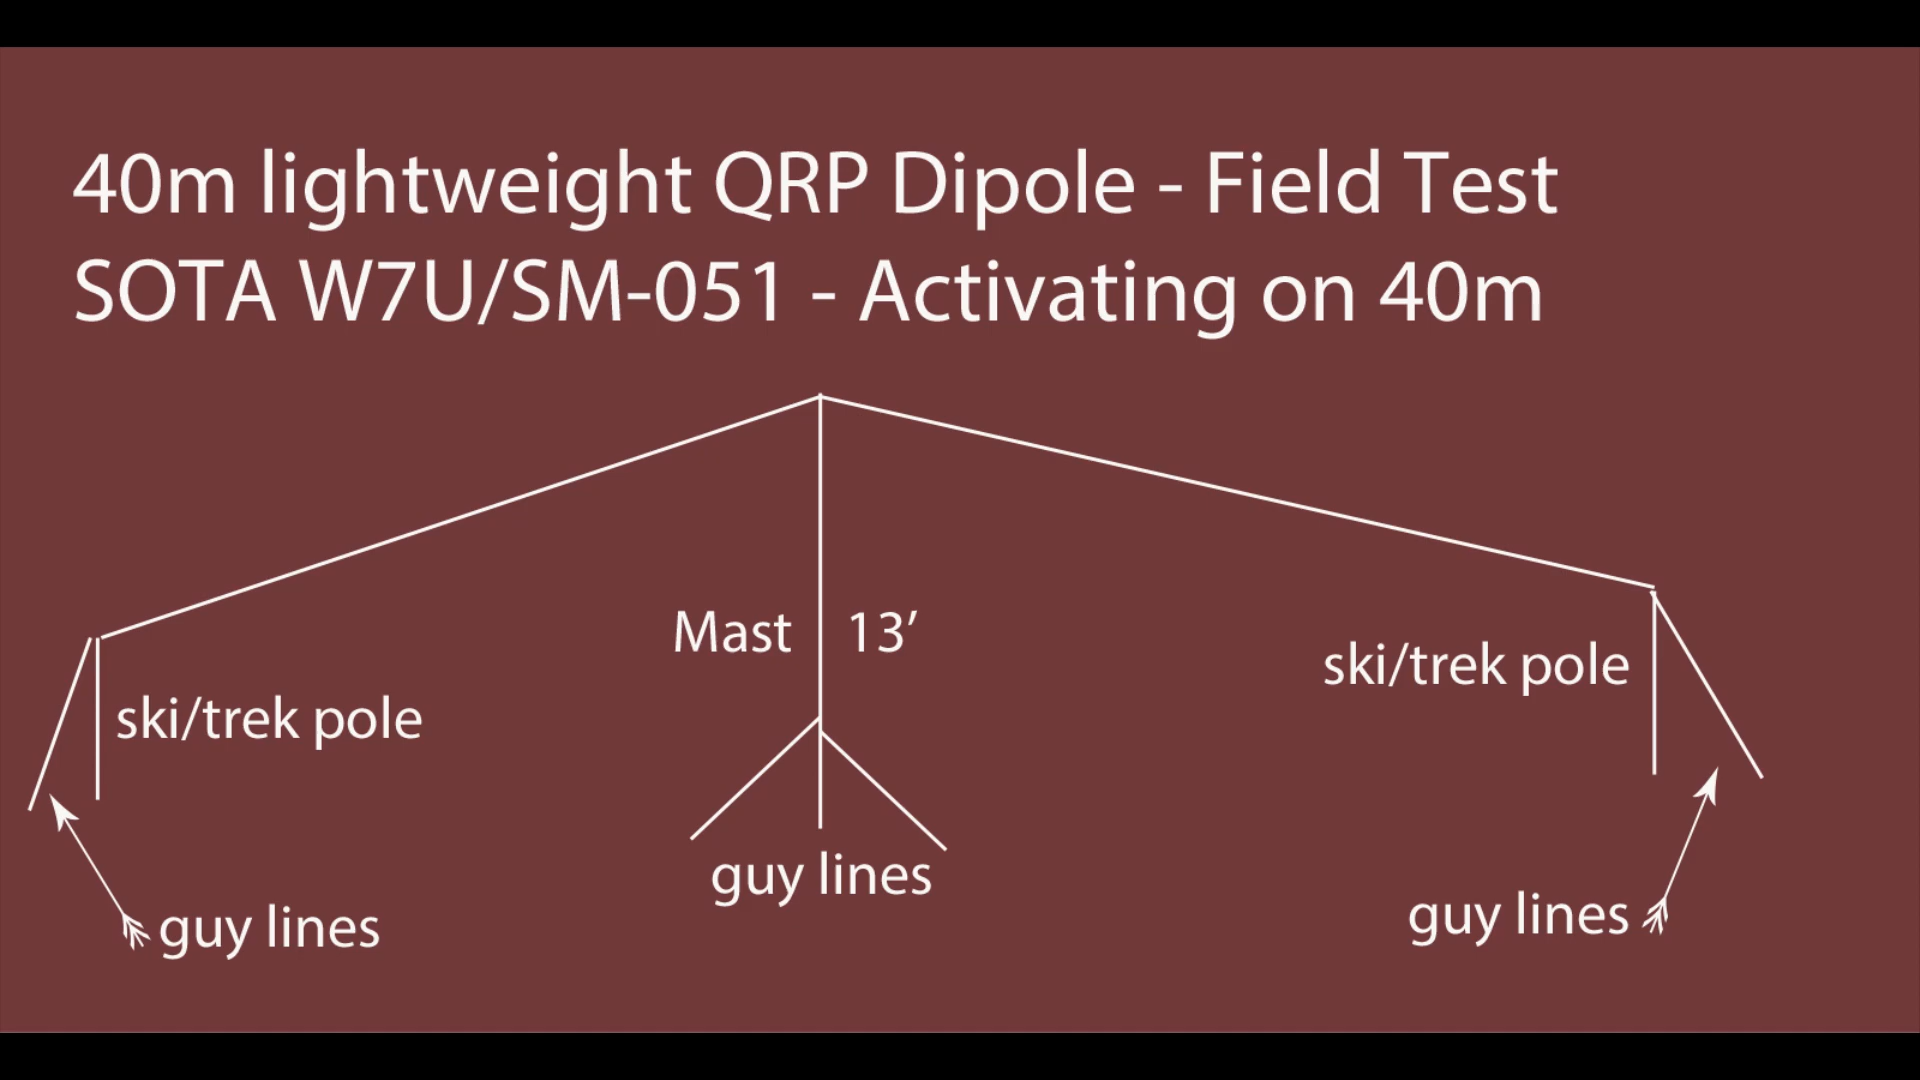 40m lightweight QRP Dipole - Field Test
SOTA W7U/SM-051 - Activating on 40m
Mast 13’
ski/trek pole
ski/trek pole
guy lines
guy lines
guy lines